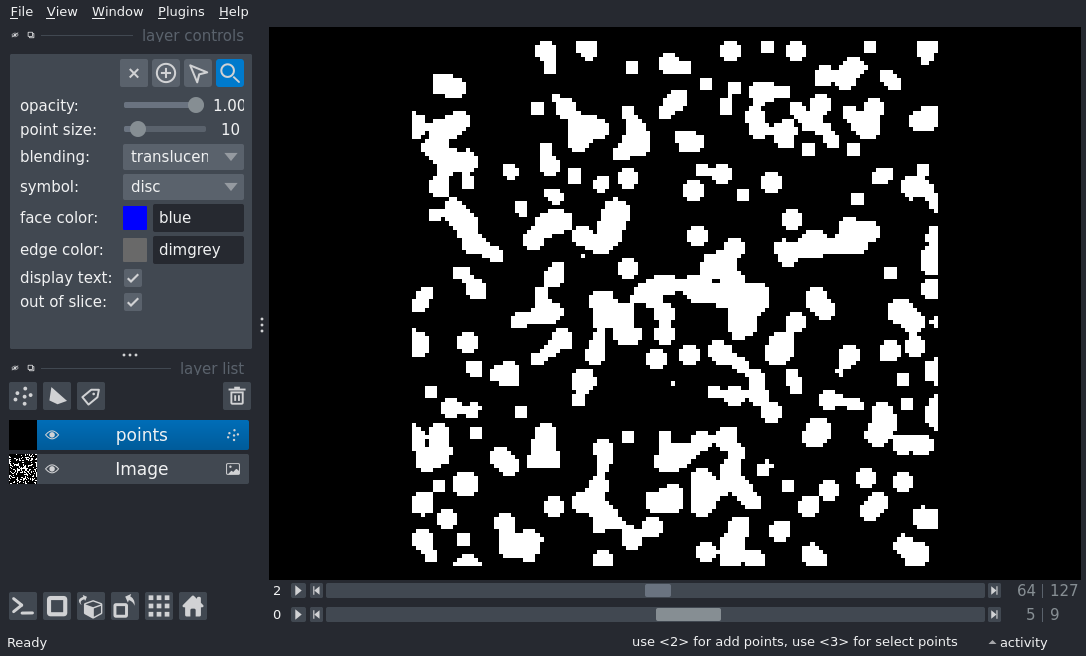 File View Window Plugins Help
layer controls
opacity: 1.00
point size: 10
blending: translucen
symbol: disc
face color: blue
edge color: dimgrey
display text:
out of slice:
layer list
points
Image
2 64 127
0 5 9
Ready use <2> for add points, use <3> for select points activity